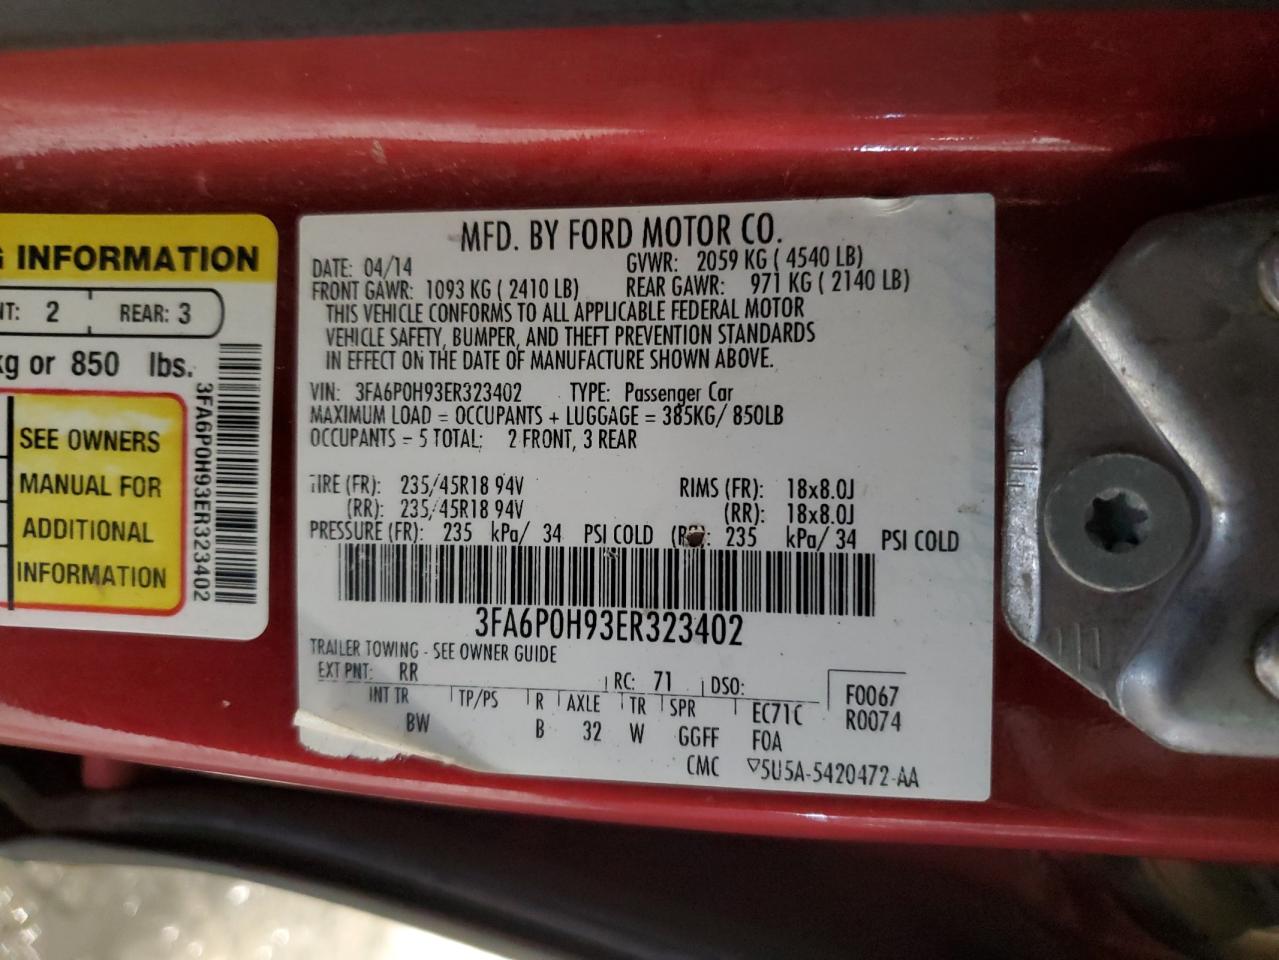 INFORMATION
2 REAR: 3
kg or 850 lbs.
SEE OWNERS
MANUAL FOR
ADDITIONAL
INFORMATION
3FA6P0H93ER323402
MFD. BY FORD MOTOR CO.
DATE: 04/14 GVWR: 2059 KG ( 4540 LB)
FRONT GAWR: 1093 KG ( 2410 LB) REAR GAWR: 971 KG ( 2140 LB)
THIS VEHICLE CONFORMS TO ALL APPLICABLE FEDERAL MOTOR
VEHICLE SAFETY, BUMPER, AND THEFT PREVENTION STANDARDS
IN EFFECT ON THE DATE OF MANUFACTURE SHOWN ABOVE.
VIN: 3FA6P0H93ER323402 TYPE: Passenger Car
MAXIMUM LOAD = OCCUPANTS + LUGGAGE = 385KG/ 850LB
OCCUPANTS = 5 TOTAL: 2 FRONT, 3 REAR
TIRE (FR): 235/45R18 94V RIMS (FR): 18x8.0J
(RR): 235/45R18 94V (RR): 18x8.0J
PRESSURE (FR): 235 kPa/ 34 PSI COLD 235 kPa/ 34 PSI COLD
3FA6P0H93ER323402
TRAILER TOWING - SEE OWNER GUIDE
EXT PNT: RR RC: 71 DSO: F0067
INT TR TP/PS R AXLE TR SPR EC71C R0074
BW B 32 W GGFF FOA
CMC ▽5U5A-5420472-AA